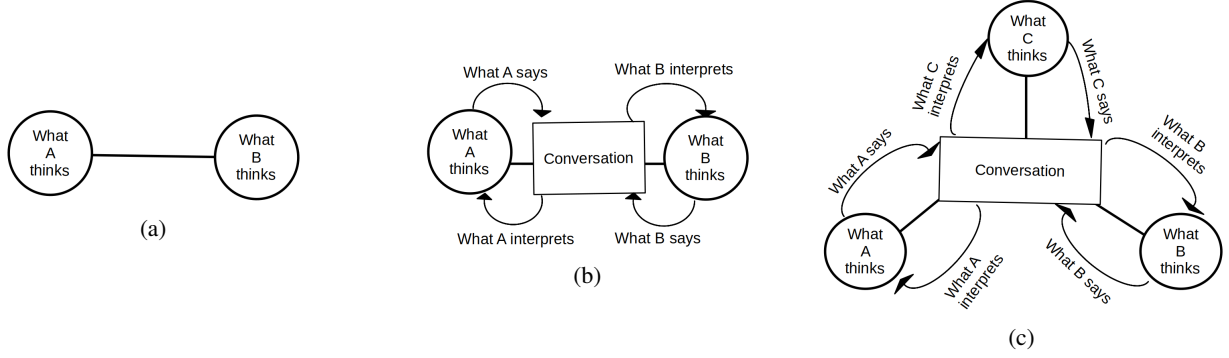 What
A
thinks
What
B
thinks
(a)
What A says
What B interprets
What
A
thinks
Conversation
What
B
thinks
What A interprets
What B says
(b)
What
C
thinks
What C
interprets
What C says
What A says
What B
interprets
Conversation
What
A
thinks
What
B
thinks
What A
interprets
What B says
(c)